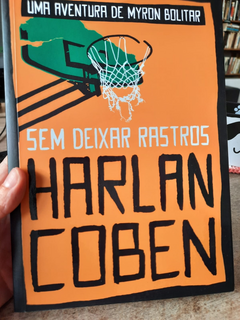 UMA AVENTURA DE MYRON BOLITAR
SEM DEIXAR RASTROS
HARLAN
COBEN